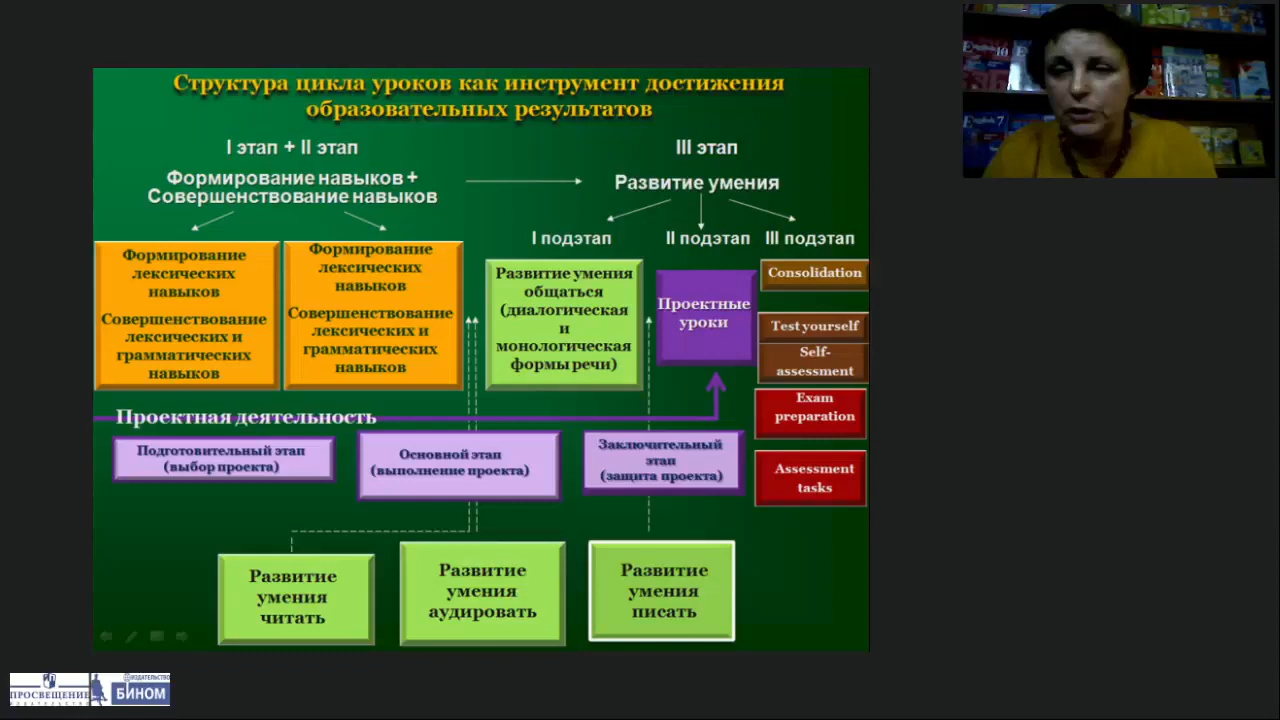 Структура цикла уроков как инструмент достижения
образовательных результатов
I этап + II этап
III этап
Формирование навыков +
Совершенствование навыков
Развитие умения
I подэтап
II подэтап
III подэтап
Формирование
лексических
навыков
Совершенствование
лексических и
грамматических
навыков
Формирование
лексических
навыков
Совершенствование
лексических и
грамматических
навыков
Развитие умения
общаться
(диалогическая
и
монологическая
формы речи)
Проектные
уроки
Consolidation
Test yourself
Self-
assessment
Exam
preparation
Assessment
tasks
Проектная деятельность
Подготовительный этап
(выбор проекта)
Основной этап
(выполнение проекта)
Заключительный
этап
(защита проекта)
Развитие
умения
читать
Развитие
умения
аудировать
Развитие
умения
писать
ПРОСВЕЩЕНИЕ
ИЗДАТЕЛЬСТВО
ИЗДАТЕЛЬСТВО
БИНОМ